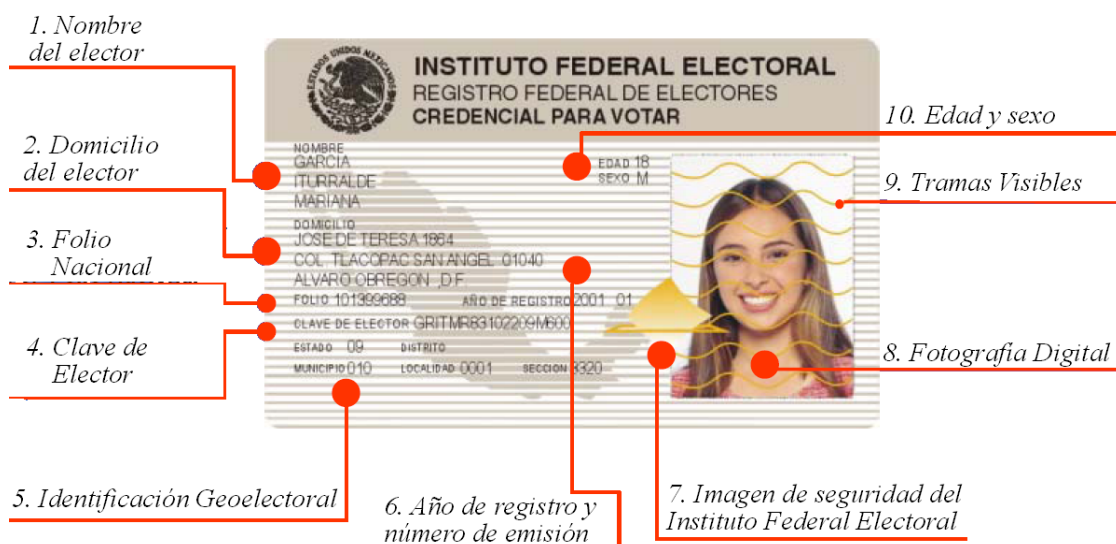 1. Nombre
del elector
2. Domicilio
del elector
3. Folio
Nacional
4. Clave de
Elector
5. Identificación Geoelectoral
6. Año de registro y
número de emisión
7. Imagen de seguridad del
Instituto Federal Electoral
8. Fotografía Digital
9. Tramas Visibles
10. Edad y sexo
ESTADOS UNIDOS MEXICANOS
INSTITUTO FEDERAL ELECTORAL
REGISTRO FEDERAL DE ELECTORES
CREDENCIAL PARA VOTAR
NOMBRE
GARCIA
ITURRALDE
MARIANA
EDAD 18
SEXO M
DOMICILIO
JOSE DE TERESA 1864
COL. TLACOPAC SAN ANGEL 01040
ALVARO OBREGON ,D.F.
FOLIO 101399688 AÑO DE REGISTRO 2001 01
CLAVE DE ELECTOR GRITMR83102209M600
ESTADO 09 DISTRITO
MUNICIPIO 010 LOCALIDAD 0001 SECCION 3320